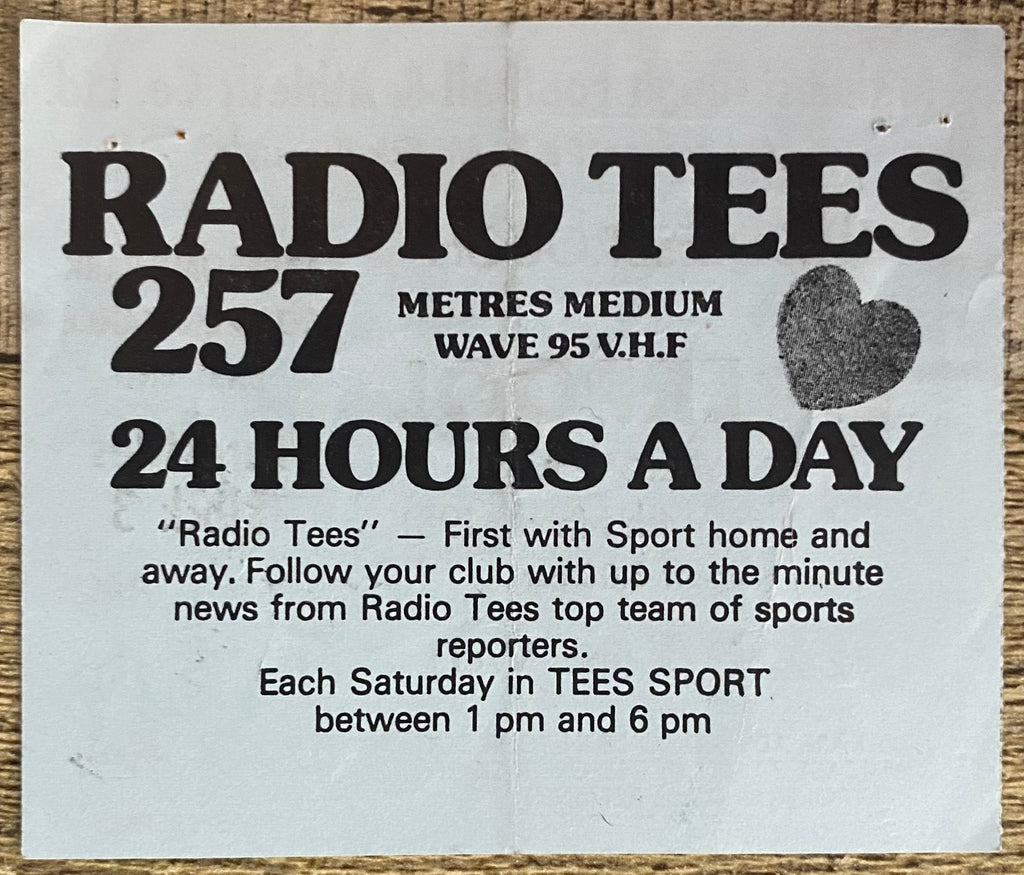 RADIO TEES
257
METRES MEDIUM
WAVE 95 V.H.F
24 HOURS A DAY
"Radio Tees" — First with Sport home and
away. Follow your club with up to the minute
news from Radio Tees top team of sports
reporters.
Each Saturday in TEES SPORT
between 1 pm and 6 pm